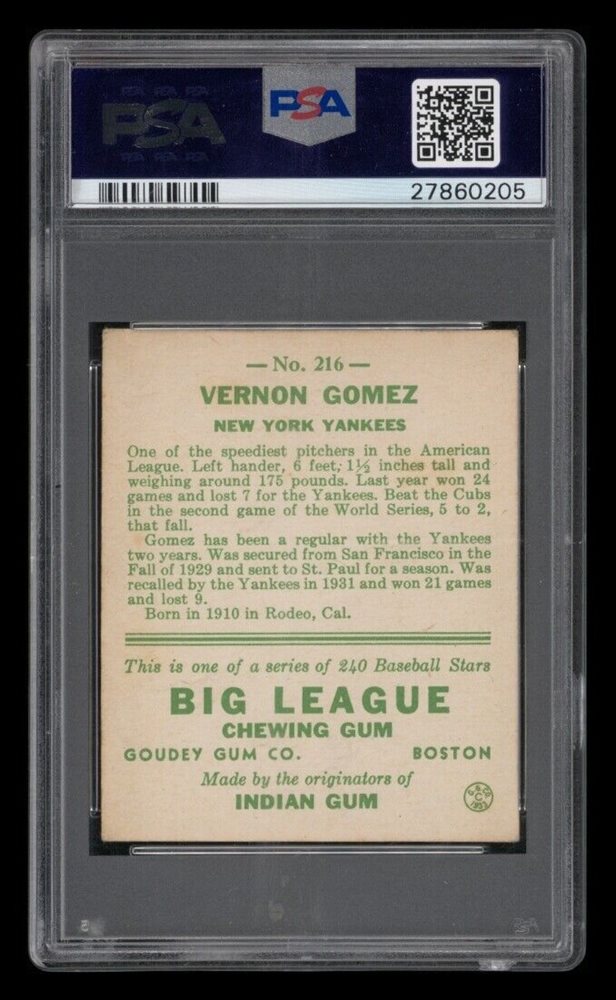 PSA PSA PSA
PSA
PSA PSA PSA
PSA
27860205
— No. 216 —
VERNON GOMEZ
NEW YORK YANKEES
One of the speediest pitchers in the American
League. Left hander, 6 feet, 1½ inches tall and
weighing around 175 pounds. Last year won 24
games and lost 7 for the Yankees. Beat the Cubs
in the second game of the World Series, 5 to 2,
that fall.
Gomez has been a regular with the Yankees
two years. Was secured from San Francisco in the
Fall of 1929 and sent to St. Paul for a season. Was
recalled by the Yankees in 1931 and won 21 games
and lost 9.
Born in 1910 in Rodeo, Cal.
This is one of a series of 240 Baseball Stars
BIG LEAGUE
CHEWING GUM
GOUDEY GUM CO. BOSTON
Made by the originators of
INDIAN GUM